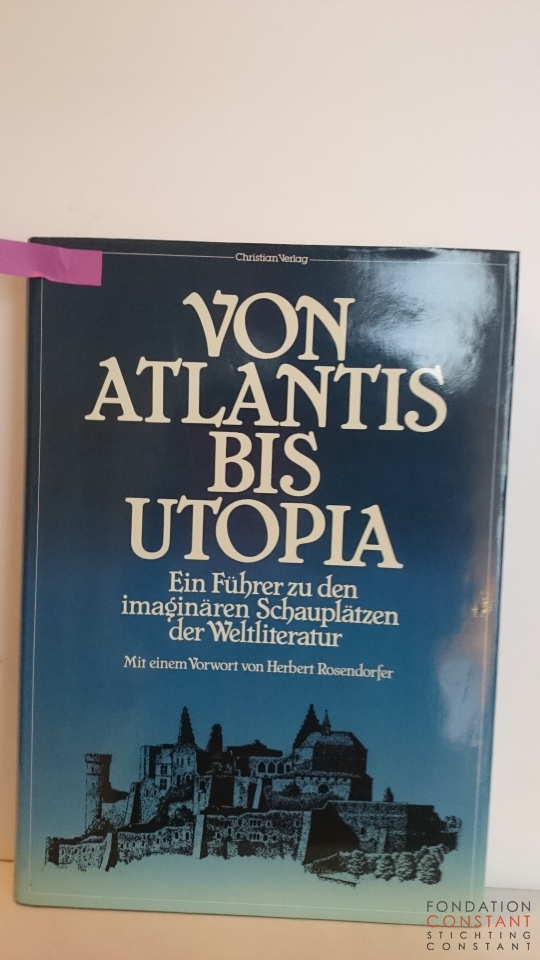 Christian Verlag
VON
ATLANTIS
BIS
UTOPIA
Ein Führer zu den
imaginären Schauplätzen
der Weltliteratur
Mit einem Vorwort von Herbert Rosendorfer
FONDATION
CONSTANT
STICHTING
CONSTANT